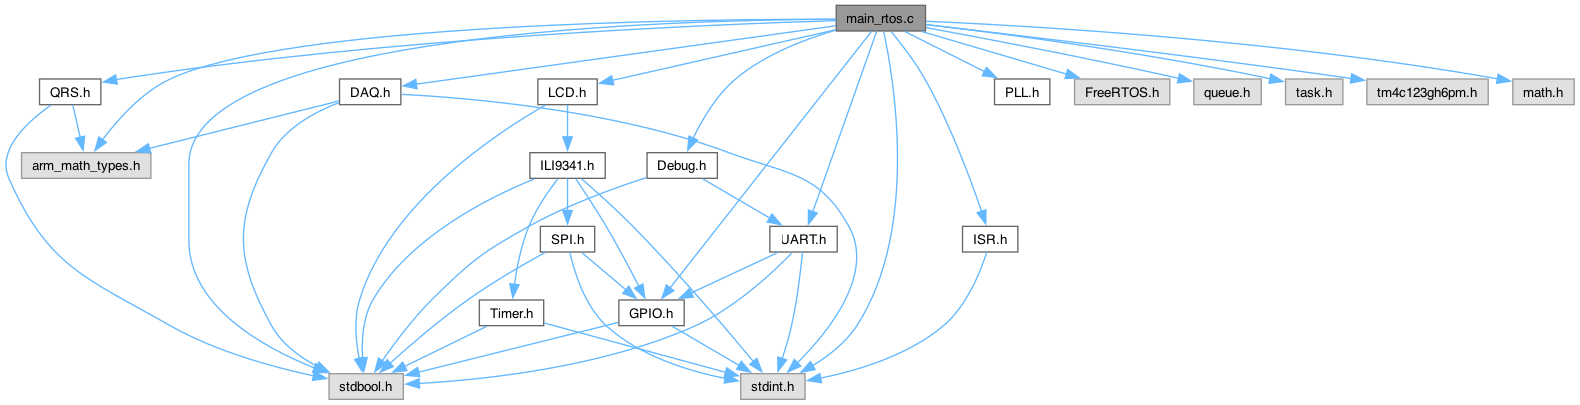 main_rtos.c
QRS.h
DAQ.h
LCD.h
PLL.h
FreeRTOS.h
queue.h
task.h
tm4c123gh6pm.h
math.h
arm_math_types.h
ILI9341.h
Debug.h
SPI.h
UART.h
ISR.h
Timer.h
GPIO.h
stdbool.h
stdint.h